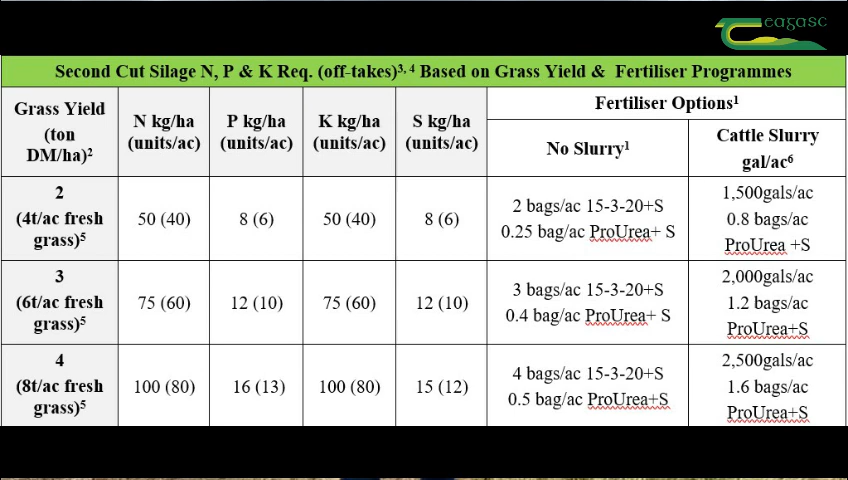 eagasc
Second Cut Silage N, P & K Req. (off-takes)³, ⁴ Based on Grass Yield & Fertiliser Programmes
Grass Yield
(ton
DM/ha)²
N kg/ha
(units/ac)
P kg/ha
(units/ac)
K kg/ha
(units/ac)
S kg/ha
(units/ac)
Fertiliser Options¹
No Slurry¹
Cattle Slurry
gal/ac⁶
2
(4t/ac fresh
grass)⁵
50 (40)
8 (6)
50 (40)
8 (6)
2 bags/ac 15-3-20+S
0.25 bag/ac ProUrea+ S
1,500gals/ac
0.8 bags/ac
ProUrea +S
3
(6t/ac fresh
grass)⁵
75 (60)
12 (10)
75 (60)
12 (10)
3 bags/ac 15-3-20+S
0.4 bag/ac ProUrea+ S
2,000gals/ac
1.2 bags/ac
ProUrea+S
4
(8t/ac fresh
grass)⁵
100 (80)
16 (13)
100 (80)
15 (12)
4 bags/ac 15-3-20+S
0.5 bag/ac ProUrea+S
2,500gals/ac
1.6 bags/ac
ProUrea+S